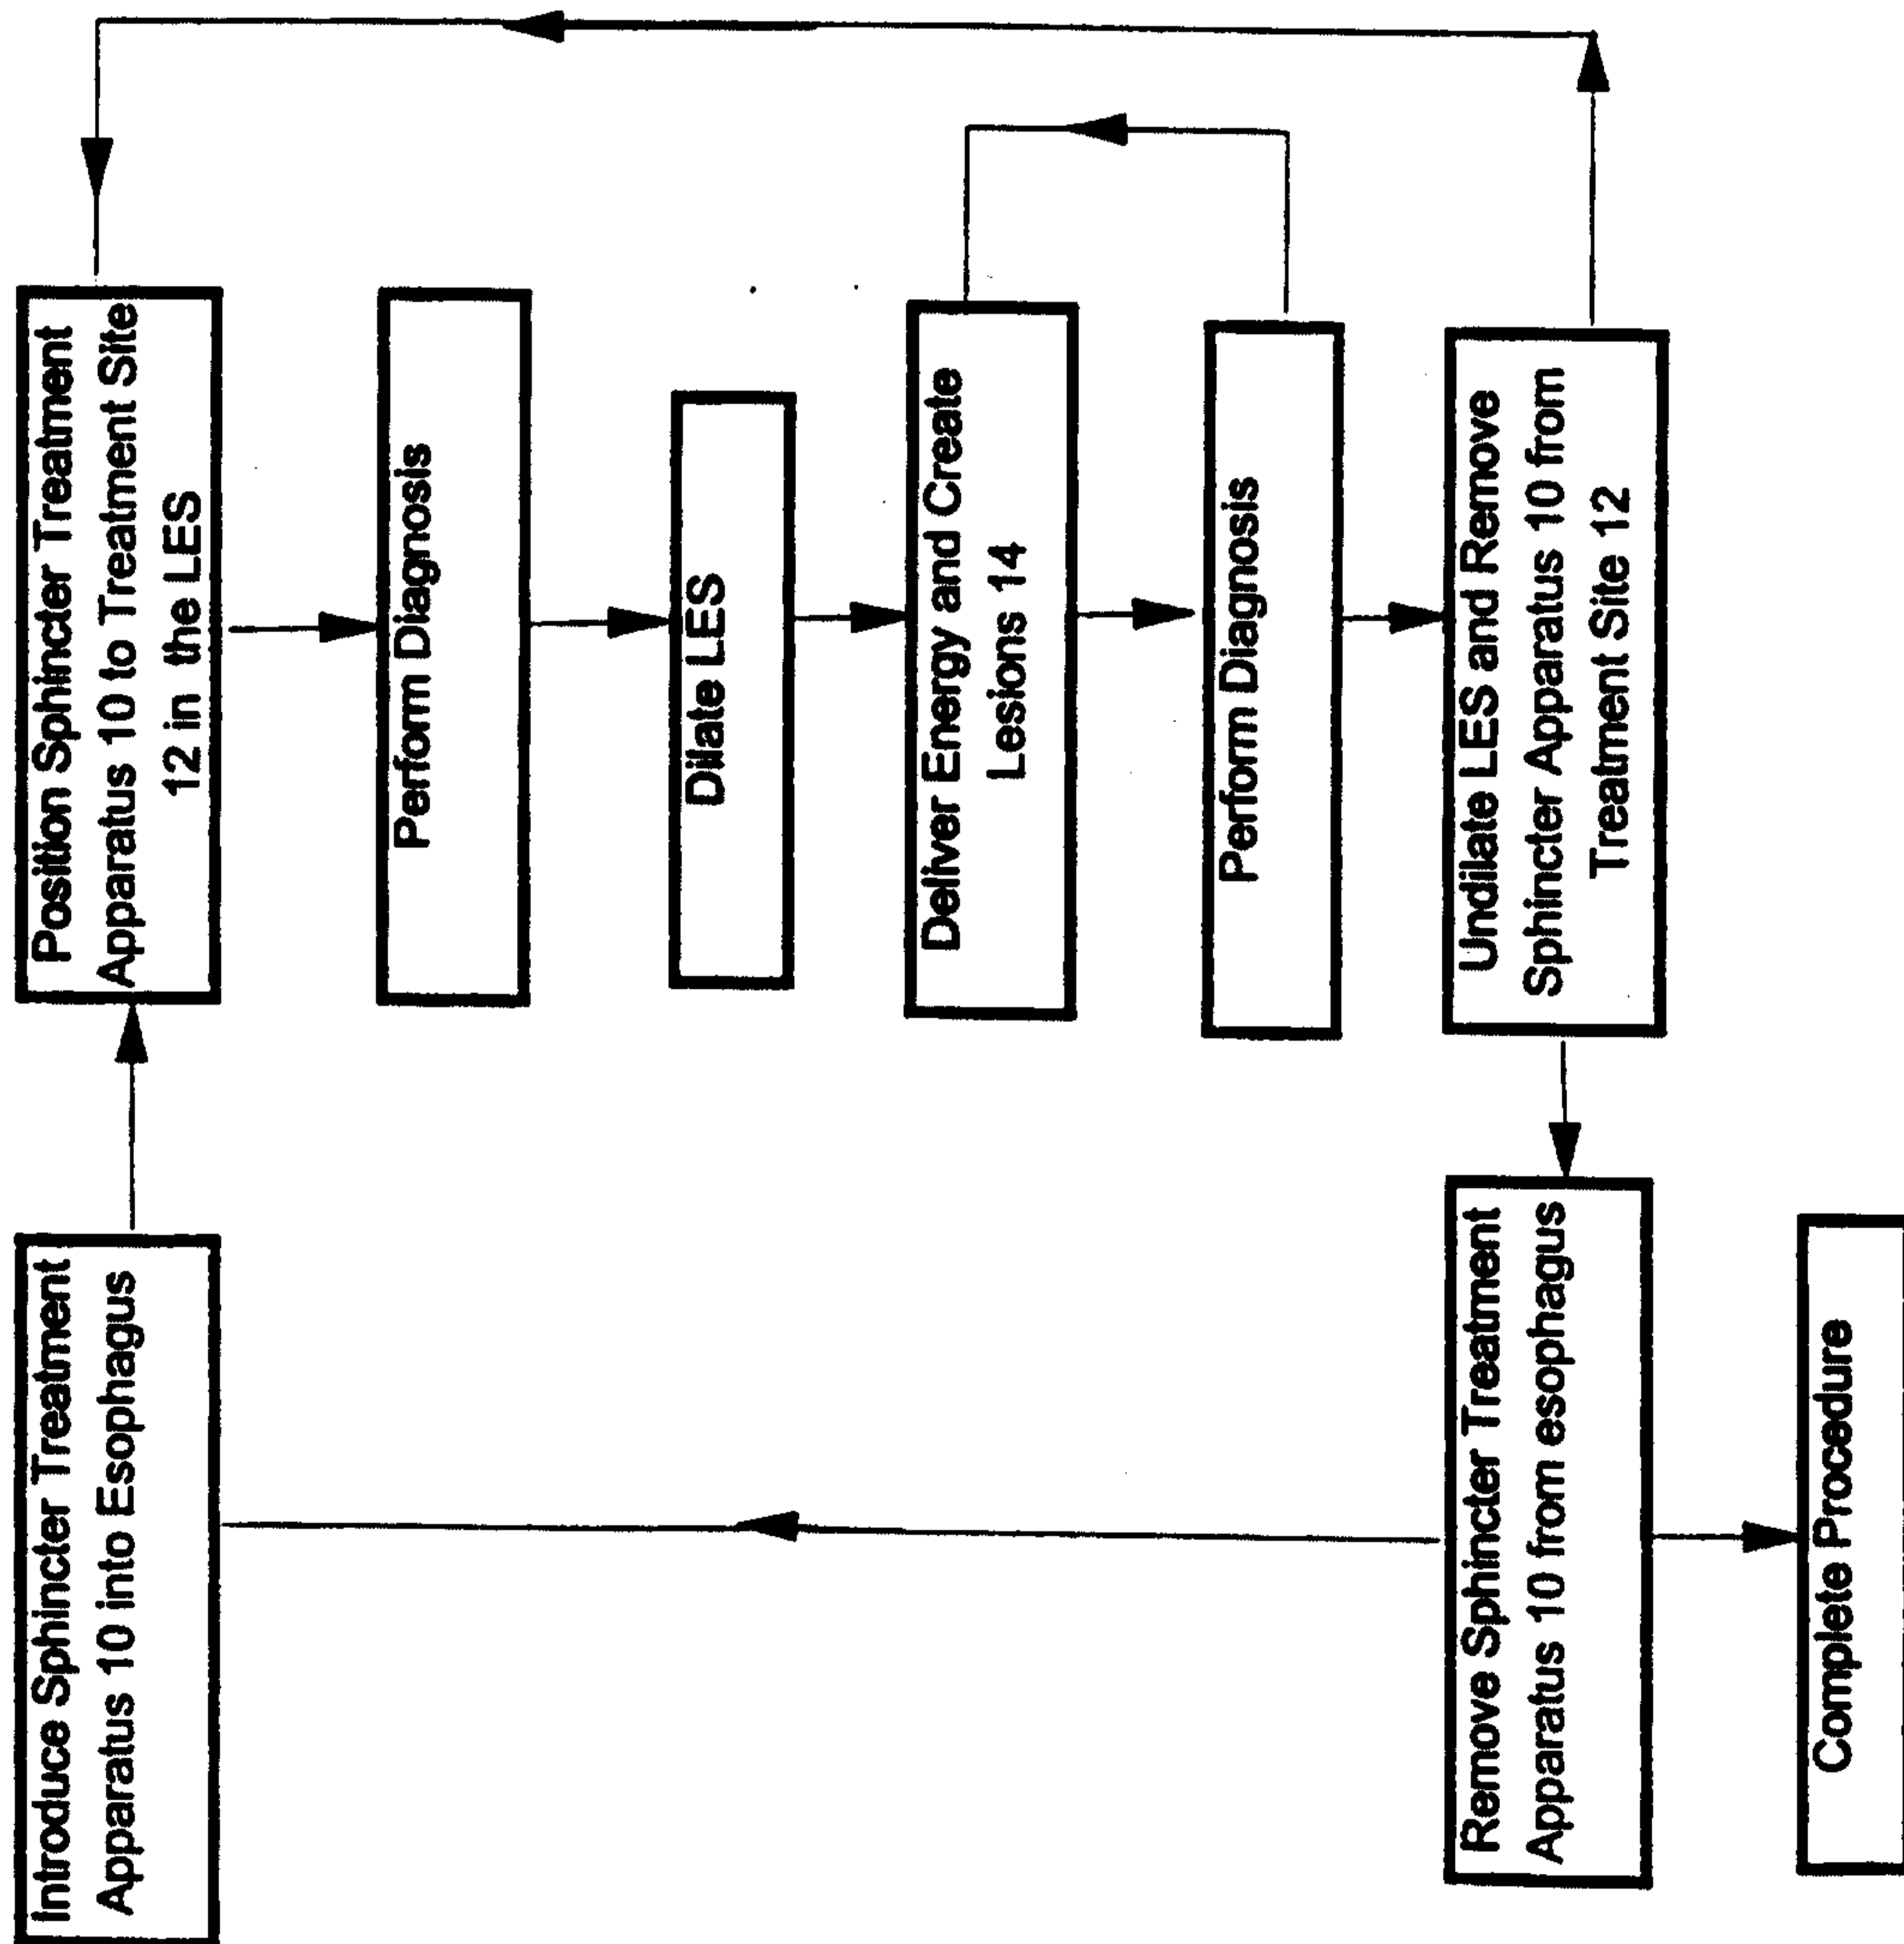 Introduce Sphincter Treatment
Apparatus 10 into Esophagus
Position Sphincter Treatment
Apparatus 10 to Treatment Site
12 in the LES
Perform Diagnosis
Dilate LES
Deliver Energy and Create
Lesions 14
Perform Diagnosis
Undilate LES and Remove
Sphincter Apparatus 10 from
Treatment Site 12
Remove Sphincter Treatment
Apparatus 10 from esophagus
Complete Procedure